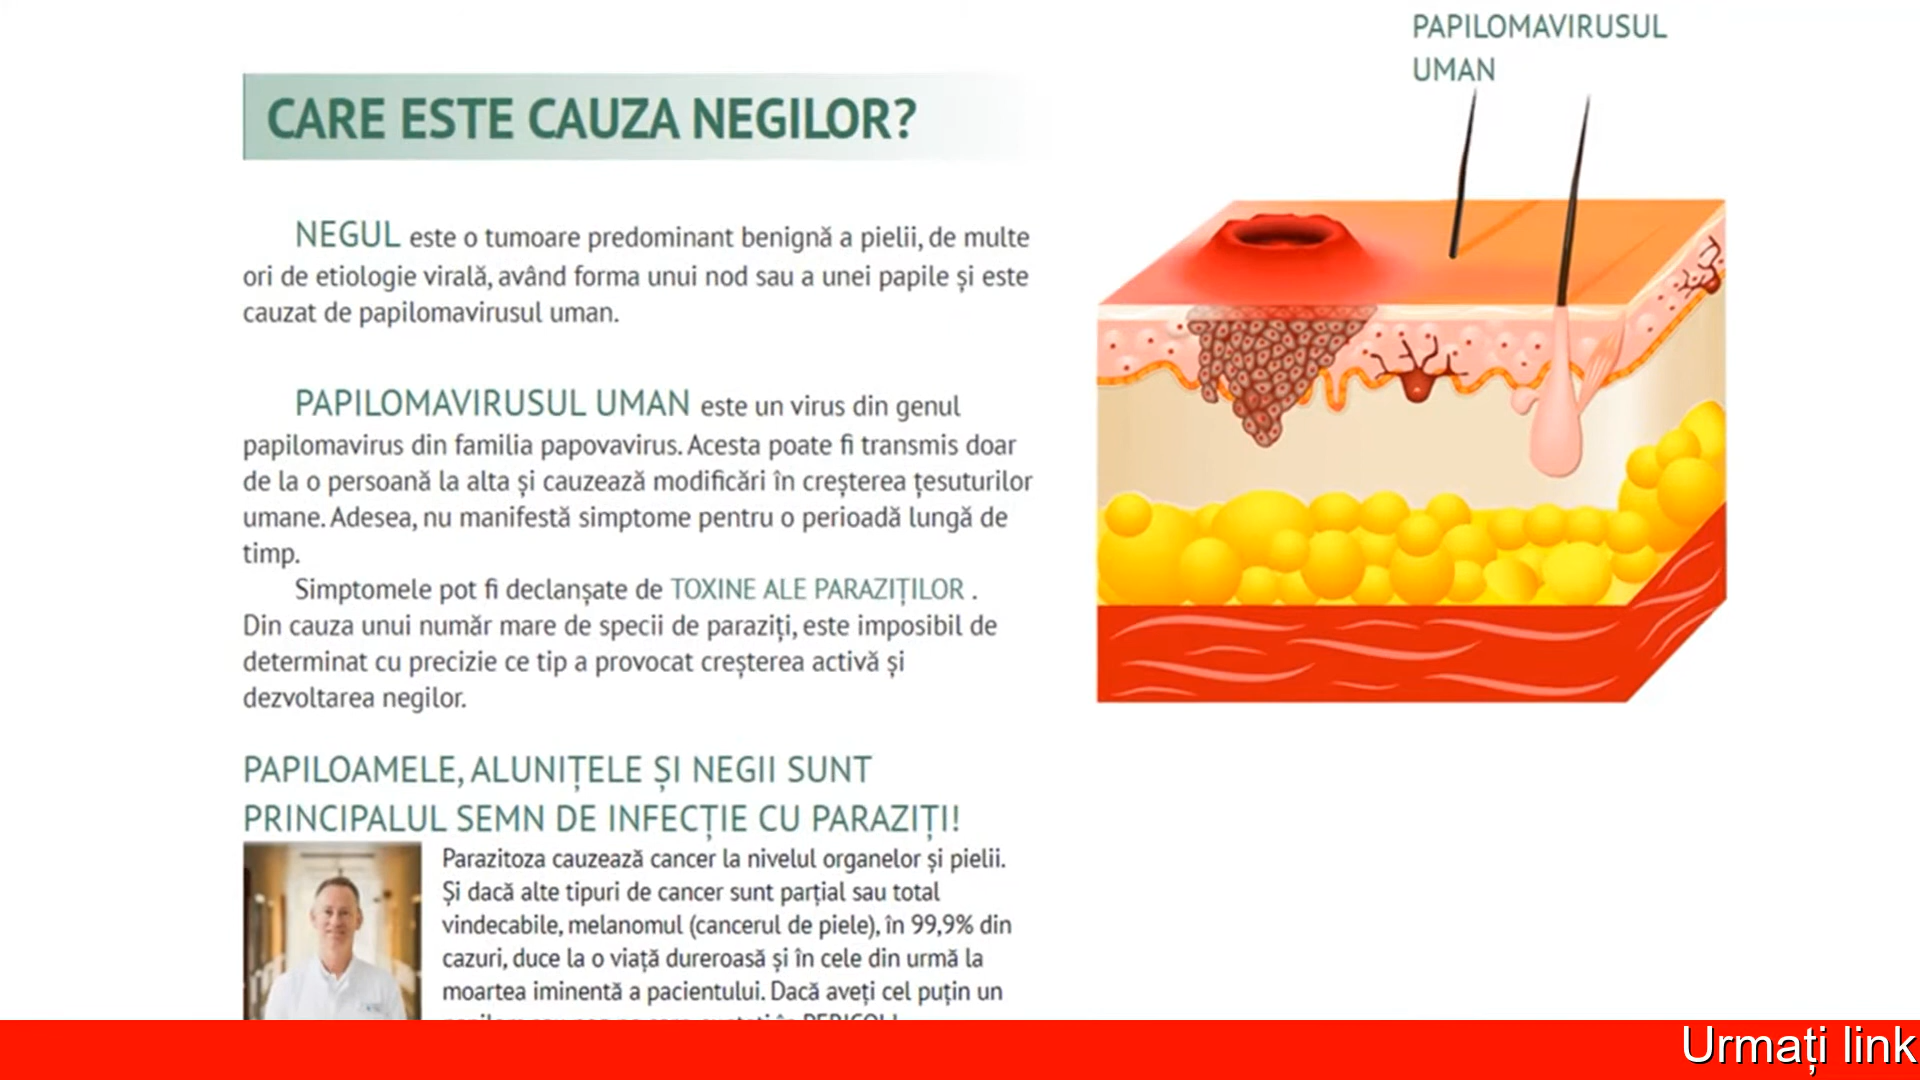 PAPILOMAVIRUSUL
UMAN
CARE ESTE CAUZA NEGILOR?
NEGUL este o tumoare predominant benignă a pielii, de multe
ori de etiologie virală, având forma unui nod sau a unei papile și este
cauzat de papilomavirusul uman.
PAPILOMAVIRUSUL UMAN este un virus din genul
papilomavirus din familia papovavirus. Acesta poate fi transmis doar
de la o persoană la alta și cauzează modificări în creșterea țesuturilor
umane. Adesea, nu manifestă simptome pentru o perioadă lungă de
timp.
Simptomele pot fi declanșate de TOXINE ALE PARAZIȚILOR .
Din cauza unui număr mare de specii de paraziți, este imposibil de
determinat cu precizie ce tip a provocat creșterea activă și
dezvoltarea negilor.
PAPILOAMELE, ALUNIȚELE ȘI NEGII SUNT
PRINCIPALUL SEMN DE INFECȚIE CU PARAZIȚI!
Parazitoza cauzează cancer la nivelul organelor și pielii.
Și dacă alte tipuri de cancer sunt parțial sau total
vindecabile, melanomul (cancerul de piele), în 99,9% din
cazuri, duce la o viață dureroasă și în cele din urmă la
moartea iminentă a pacientului. Dacă aveți cel puțin un
Urmați link